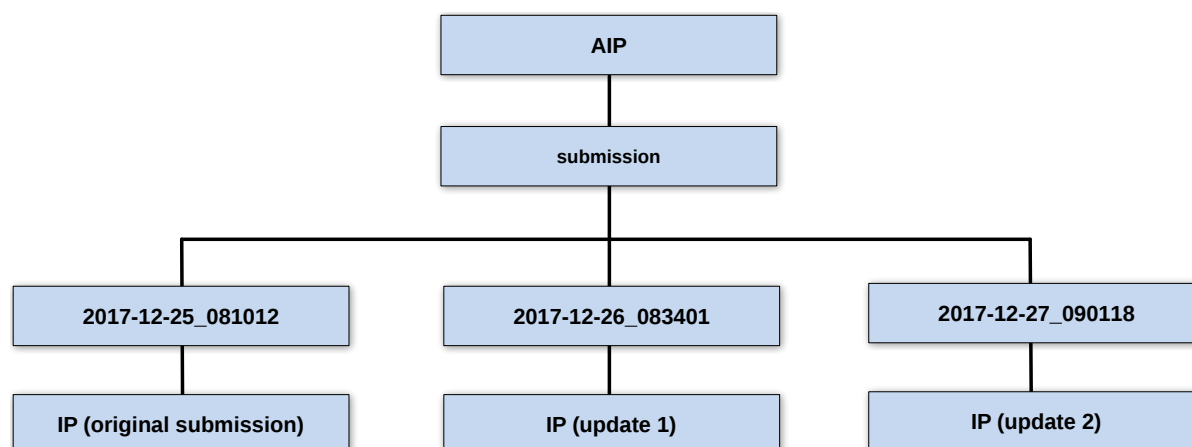 AIP
submission
2017-12-25_081012
2017-12-26_083401
2017-12-27_090118
IP (original submission)
IP (update 1)
IP (update 2)